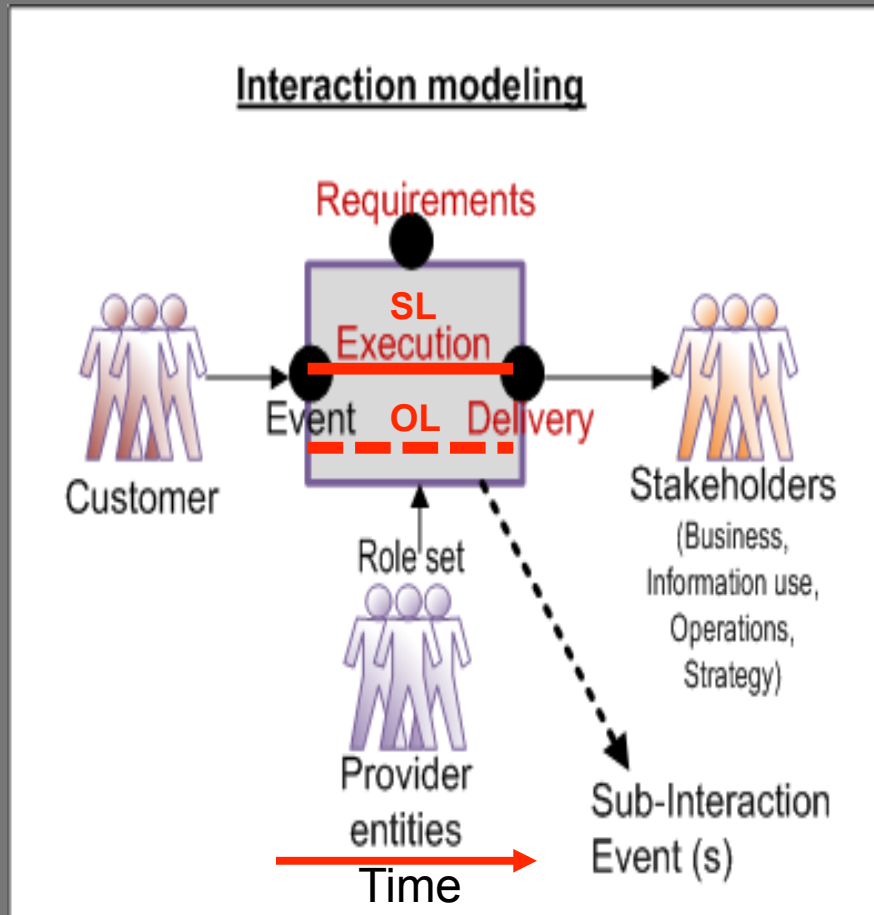 Interaction modeling
Requirements
SL
Execution
Event
OL
Delivery
Customer
Stakeholders
(Business,
Information use,
Operations,
Strategy)
Role set
Provider
entities
Sub-Interaction
Event (s)
Time